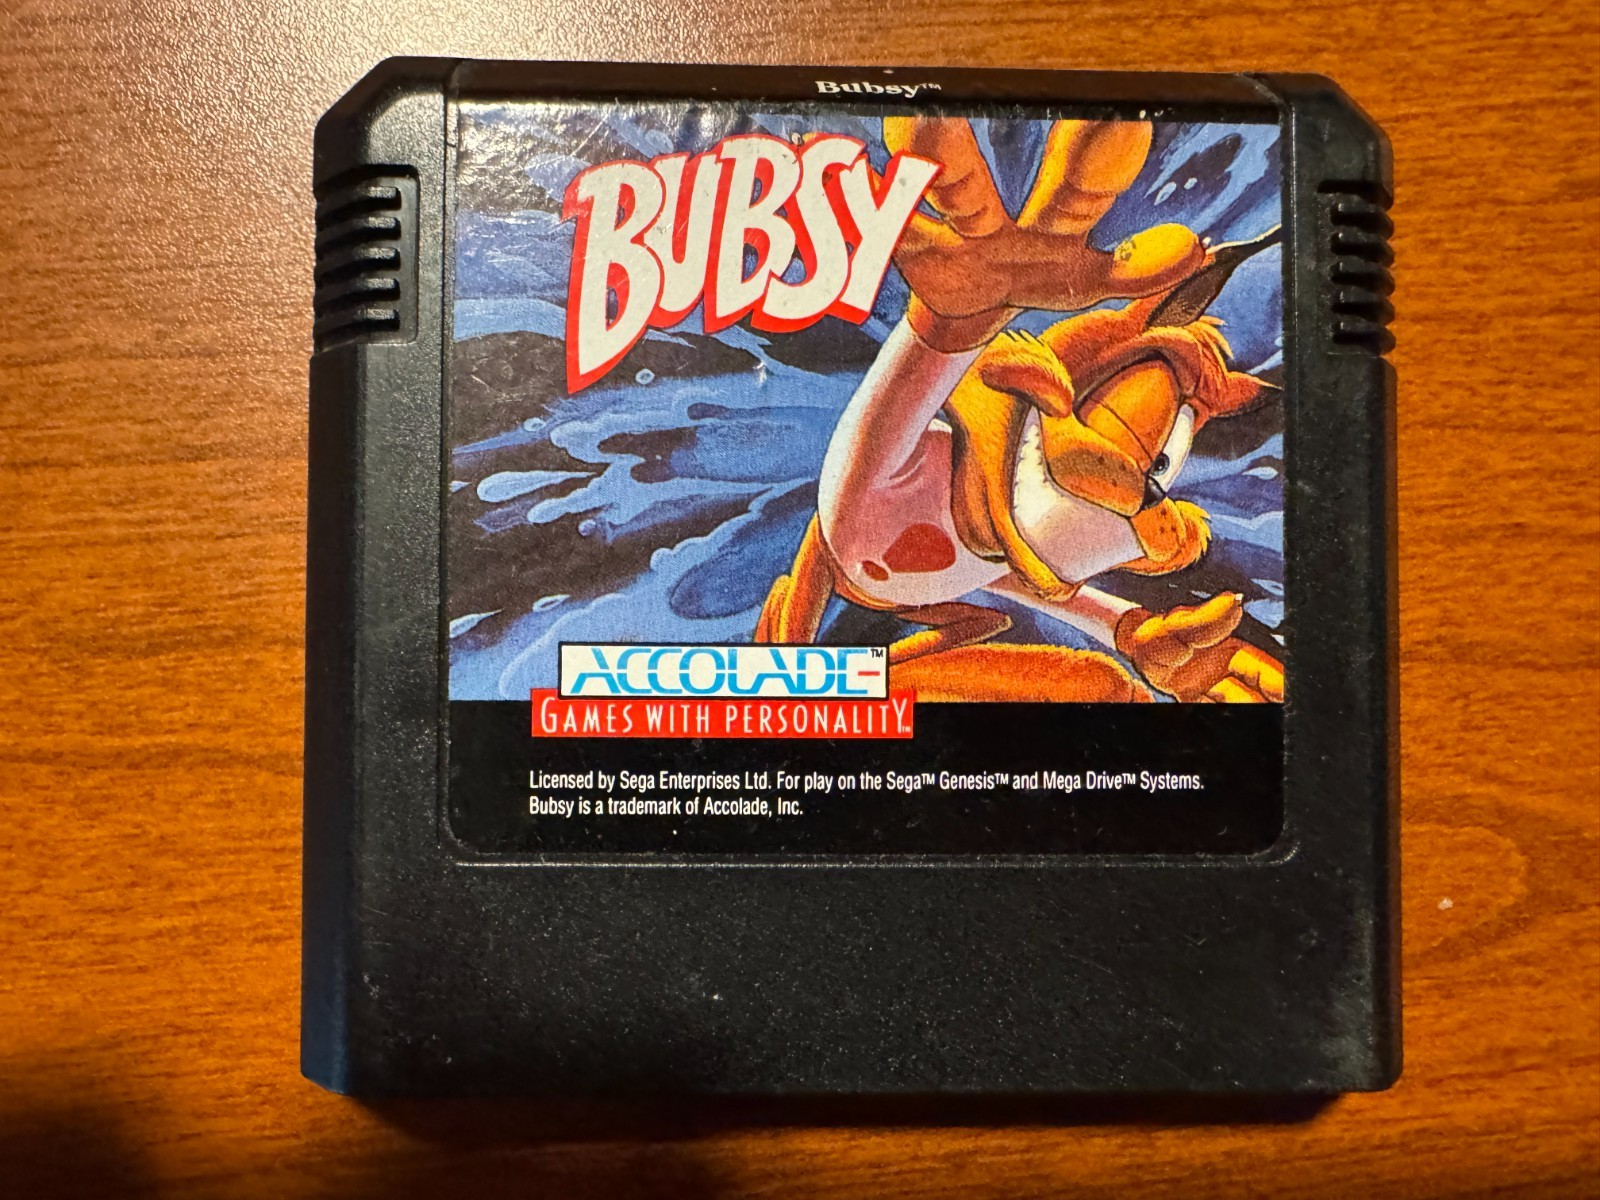 Bubsy™
BUBSY
ACCOLADE™
GAMES WITH PERSONALITY™
Licensed by Sega Enterprises Ltd. For play on the Sega™ Genesis™ and Mega Drive™ Systems.
Bubsy is a trademark of Accolade, Inc.